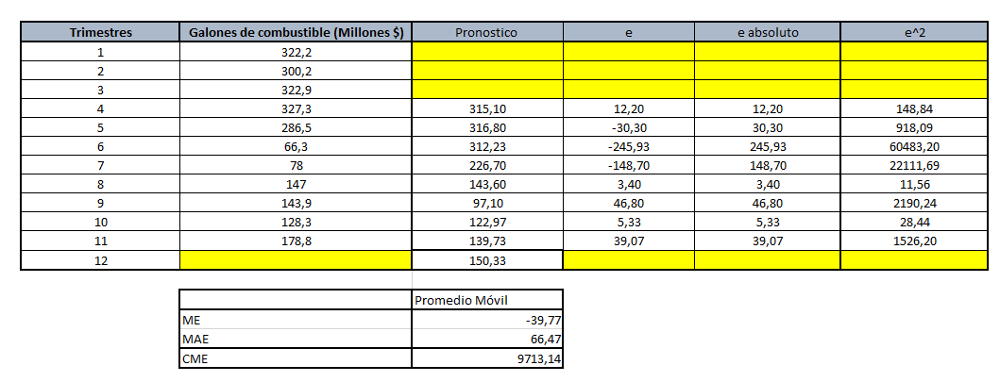 Trimestres Galones de combustible (Millones $) Pronostico e e absoluto e^2
1 322,2
2 300,2
3 322,9
4 327,3 315,10 12,20 12,20 148,84
5 286,5 316,80 -30,30 30,30 918,09
6 66,3 312,23 -245,93 245,93 60483,20
7 78 226,70 -148,70 148,70 22111,69
8 147 143,60 3,40 3,40 11,56
9 143,9 97,10 46,80 46,80 2190,24
10 128,3 122,97 5,33 5,33 28,44
11 178,8 139,73 39,07 39,07 1526,20
12 150,33
Promedio Móvil
ME -39,77
MAE 66,47
CME 9713,14